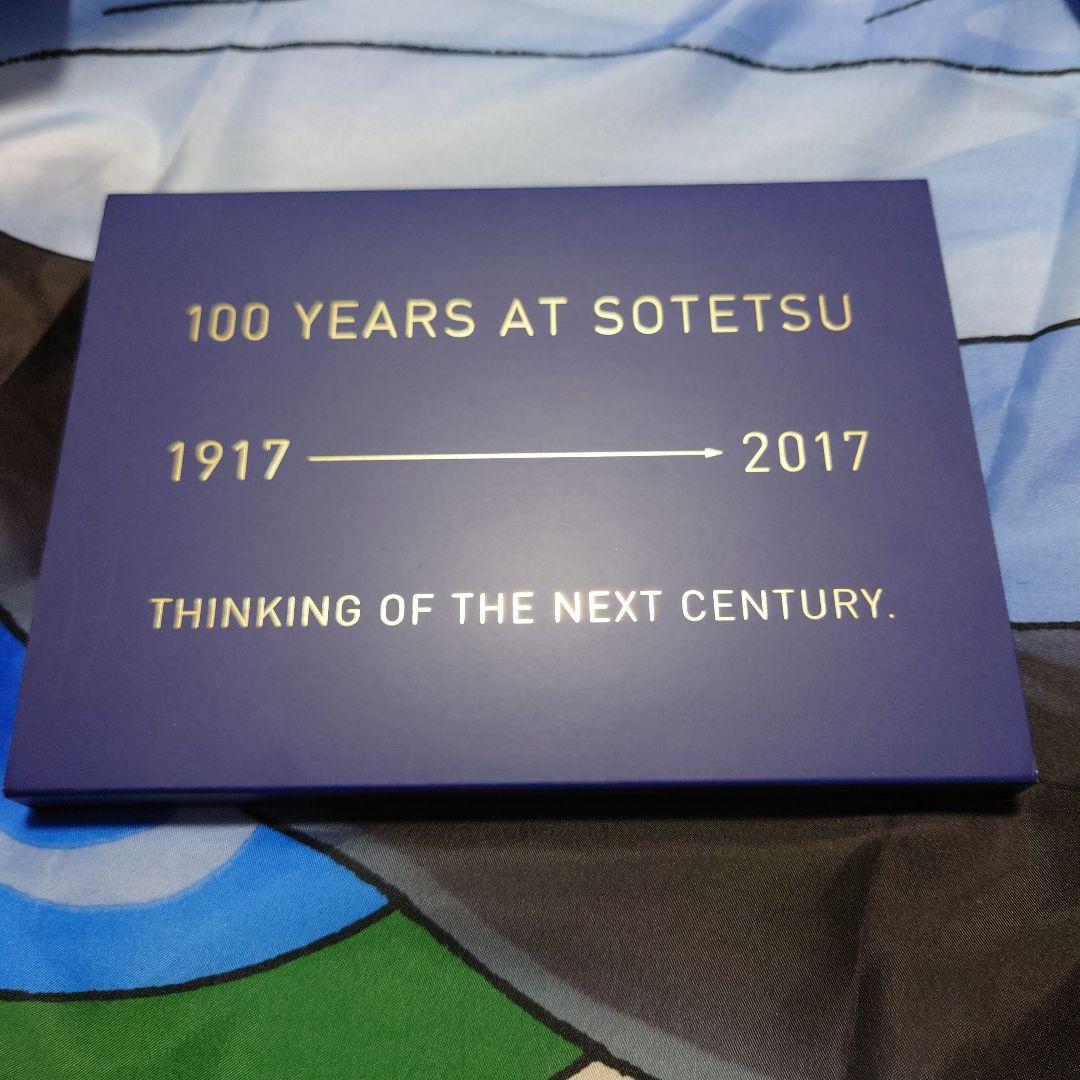 100 YEARS AT SOTETSU
1917 → 2017
THINKING OF THE NEXT CENTURY.